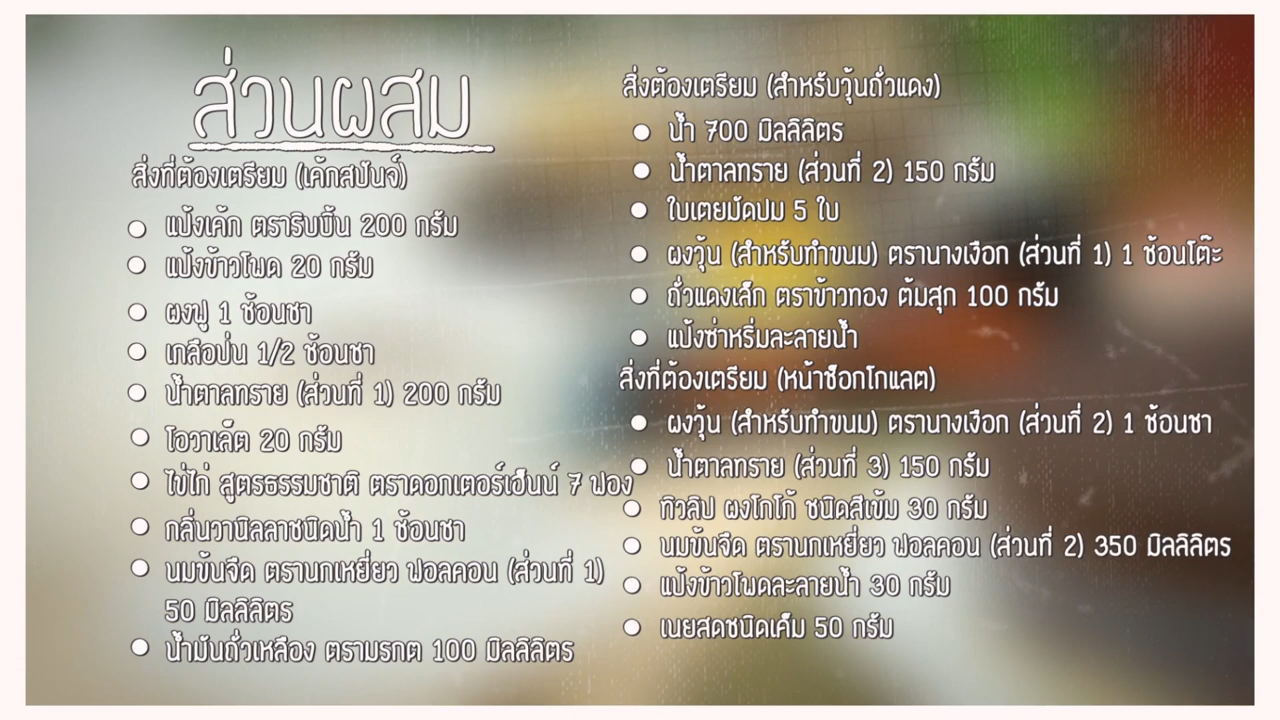 ส่วนผสม
สิ่งที่ต้องเตรียม (เค้กสปันจ์)
แป้งเค้ก ตราริบบิ้น 200 กรัม
แป้งข้าวโพด 20 กรัม
ผงฟู 1 ช้อนชา
เกลือป่น 1/2 ช้อนชา
น้ำตาลทราย (ส่วนที่ 1) 200 กรัม
โอวาเล็ต 20 กรัม
ไข่ไก่ สูตรธรรมชาติ ตราดอกเตอร์เฮ็นน์ 7 ฟอง
กลิ่นวานิลลาชนิดน้ำ 1 ช้อนชา
นมข้นจืด ตรานกเหยี่ยว ฟอลคอน (ส่วนที่ 1)
50 มิลลิลิตร
น้ำมันถั่วเหลือง ตรามรกต 100 มิลลิลิตร
สิ่งต้องเตรียม (สำหรับวุ้นถั่วแดง)
น้ำ 700 มิลลิลิตร
น้ำตาลทราย (ส่วนที่ 2) 150 กรัม
ใบเตยมัดปม 5 ใบ
ผงวุ้น (สำหรับทำขนม) ตรานางเงือก (ส่วนที่ 1) 1 ช้อนโต๊ะ
ถั่วแดงเล็ก ตราข้าวทอง ต้มสุก 100 กรัม
แป้งซ่าหริ่มละลายน้ำ
สิ่งที่ต้องเตรียม (หน้าช็อกโกแลต)
ผงวุ้น (สำหรับทำขนม) ตรานางเงือก (ส่วนที่ 2) 1 ช้อนชา
น้ำตาลทราย (ส่วนที่ 3) 150 กรัม
ทิวลิป ผงโกโก้ ชนิดสีเข้ม 30 กรัม
นมข้นจืด ตรานกเหยี่ยว ฟอลคอน (ส่วนที่ 2) 350 มิลลิลิตร
แป้งข้าวโพดละลายน้ำ 30 กรัม
เนยสดชนิดเค็ม 50 กรัม